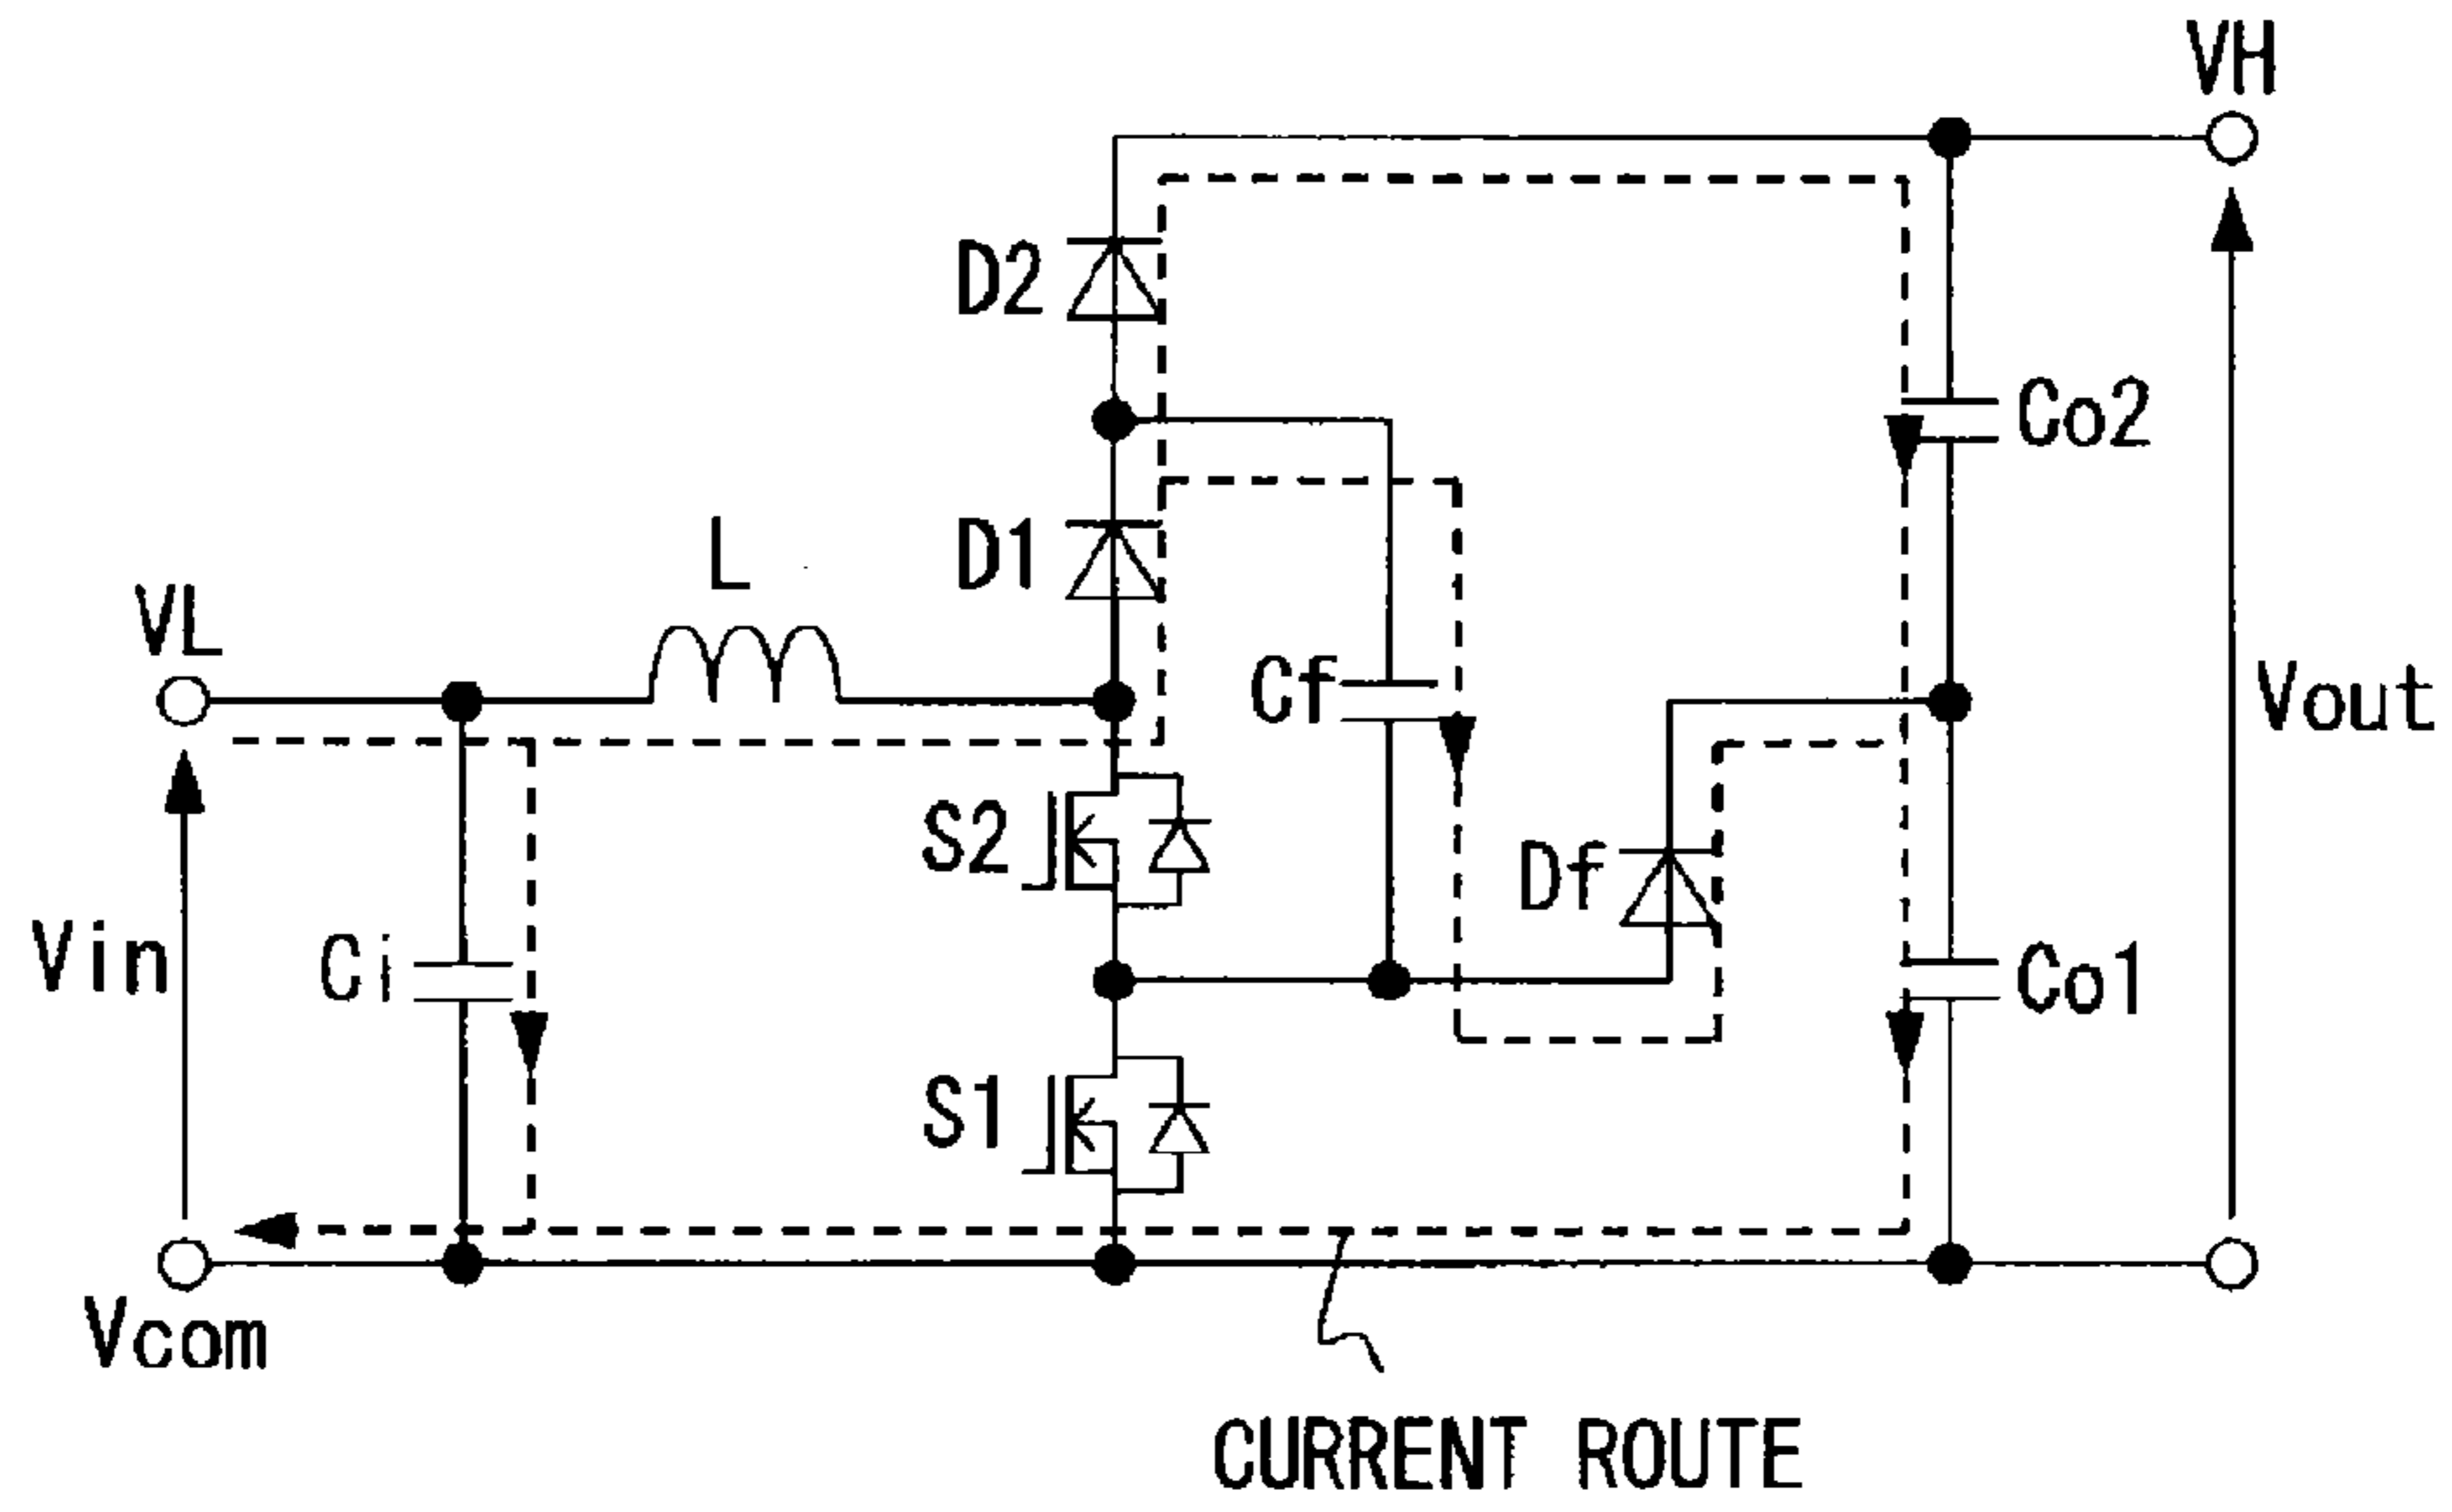 VH
D2
Co2
D1
L
VL
Cf
Vout
S2
Df
Vin
Ci
Co1
S1
Vcom
CURRENT ROUTE